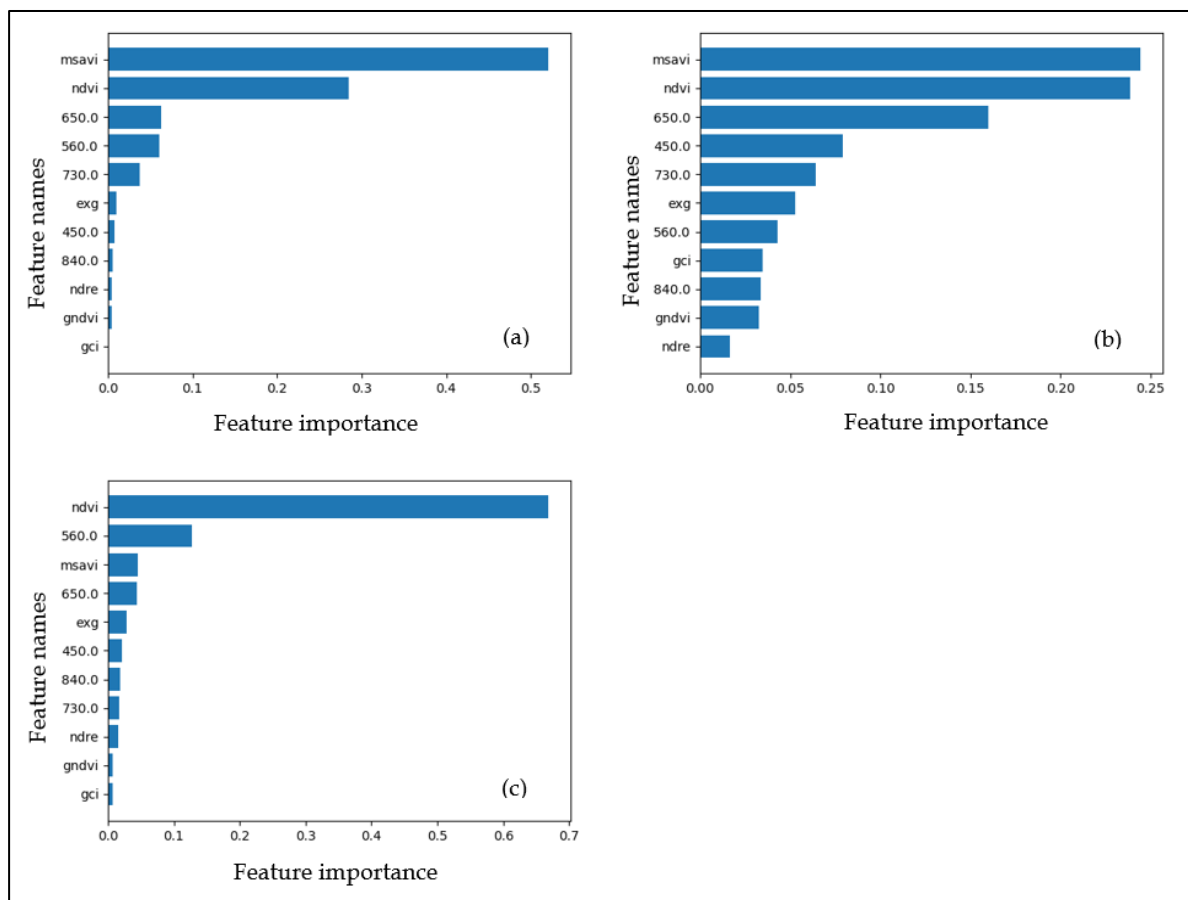 Feature names
msavi
ndvi
650.0
560.0
730.0
exg
450.0
840.0
ndre
gndvi
gci
(a)
0.0 0.1 0.2 0.3 0.4 0.5
Feature importance
Feature names
msavi
ndvi
650.0
450.0
730.0
exg
560.0
gci
840.0
gndvi
ndre
(b)
0.00 0.05 0.10 0.15 0.20 0.25
Feature importance
Feature names
ndvi
560.0
msavi
650.0
exg
450.0
840.0
730.0
ndre
gndvi
gci
(c)
0.0 0.1 0.2 0.3 0.4 0.5 0.6 0.7
Feature importance